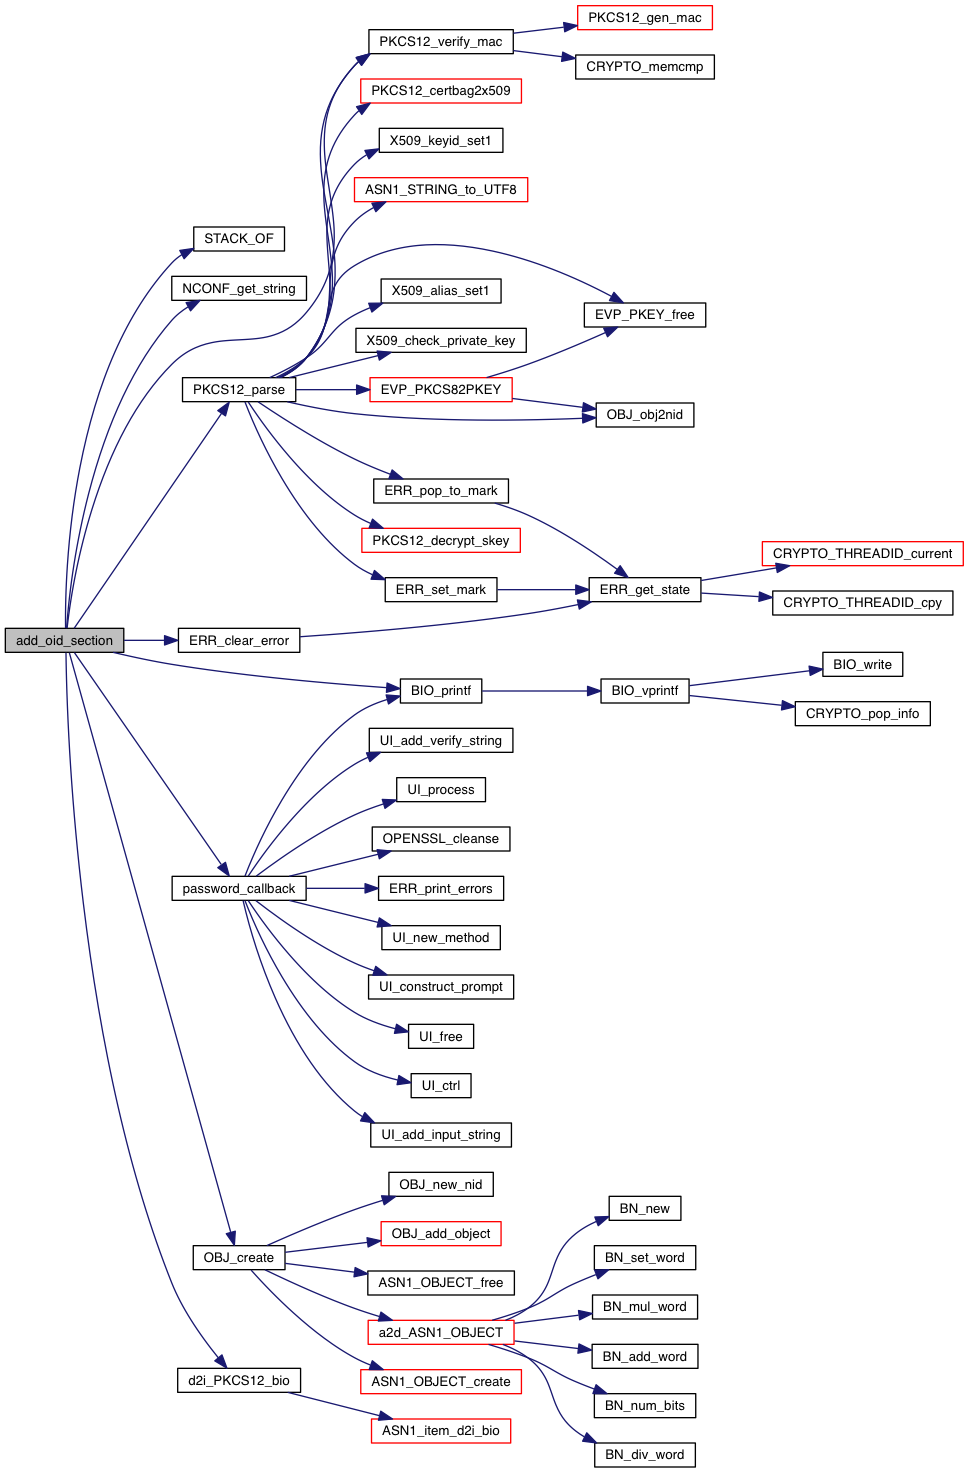 PKCS12_gen_mac
PKCS12_verify_mac
CRYPTO_memcmp
PKCS12_certbag2x509
X509_keyid_set1
ASN1_STRING_to_UTF8
STACK_OF
NCONF_get_string
X509_alias_set1
EVP_PKEY_free
X509_check_private_key
PKCS12_parse
EVP_PKCS82PKEY
OBJ_obj2nid
ERR_pop_to_mark
PKCS12_decrypt_skey
CRYPTO_THREADID_current
ERR_set_mark
ERR_get_state
CRYPTO_THREADID_cpy
add_oid_section
ERR_clear_error
BIO_write
BIO_printf
BIO_vprintf
CRYPTO_pop_info
UI_add_verify_string
UI_process
OPENSSL_cleanse
password_callback
ERR_print_errors
UI_new_method
UI_construct_prompt
UI_free
UI_ctrl
UI_add_input_string
OBJ_new_nid
BN_new
OBJ_add_object
OBJ_create
BN_set_word
ASN1_OBJECT_free
BN_mul_word
a2d_ASN1_OBJECT
BN_add_word
d2i_PKCS12_bio
ASN1_OBJECT_create
BN_num_bits
ASN1_item_d2i_bio
BN_div_word